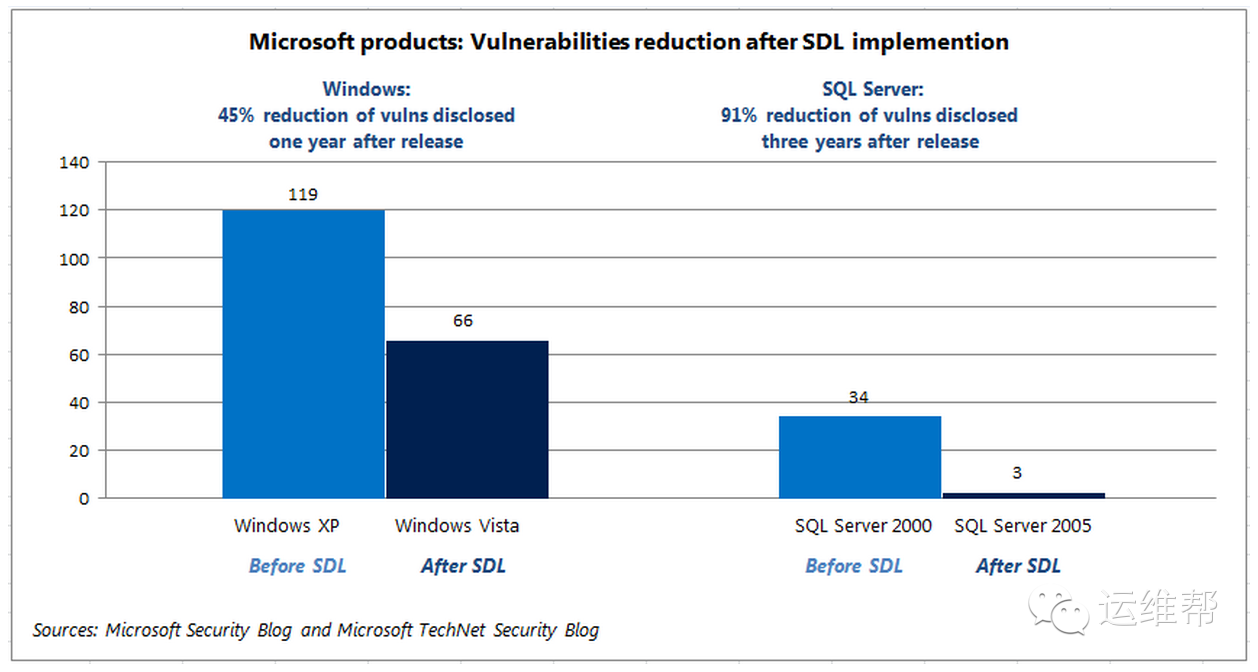 Microsoft products: Vulnerabilities reduction after SDL implemention
Windows:
45% reduction of vulns disclosed
one year after release
SQL Server:
91% reduction of vulns disclosed
three years after release
140
120
100
80
60
40
20
0
119
66
34
3
Windows XP
Windows Vista
SQL Server 2000
SQL Server 2005
Before SDL
After SDL
Before SDL
After SDL
Sources: Microsoft Security Blog and Microsoft TechNet Security Blog
运维帮